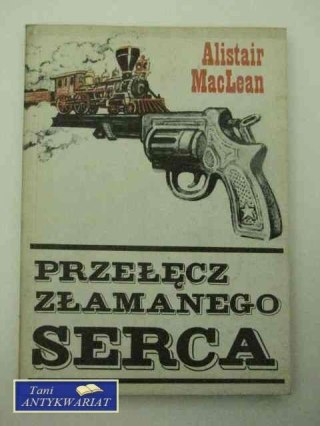 Alistair
MacLean
PRZEŁĘCZ
ZŁAMANEGO
SERCA
Tani
ANTYKWARIAT